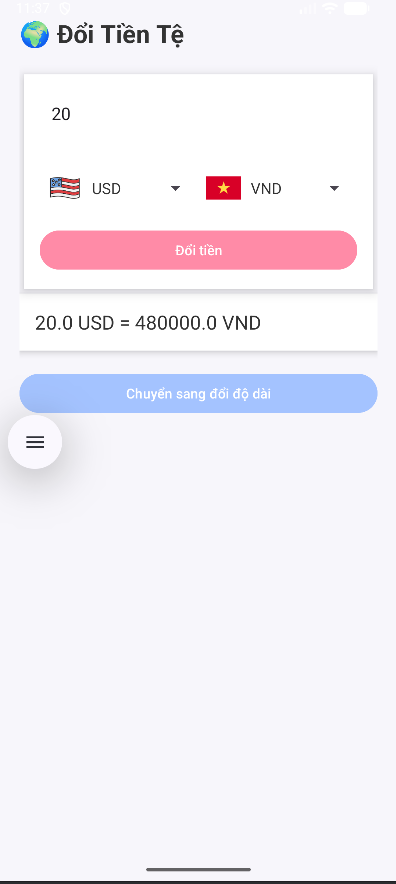 11:37
Đổi Tiền Tệ
20
USD
VND
Đổi tiền
20.0 USD = 480000.0 VND
Chuyển sang đổi độ dài